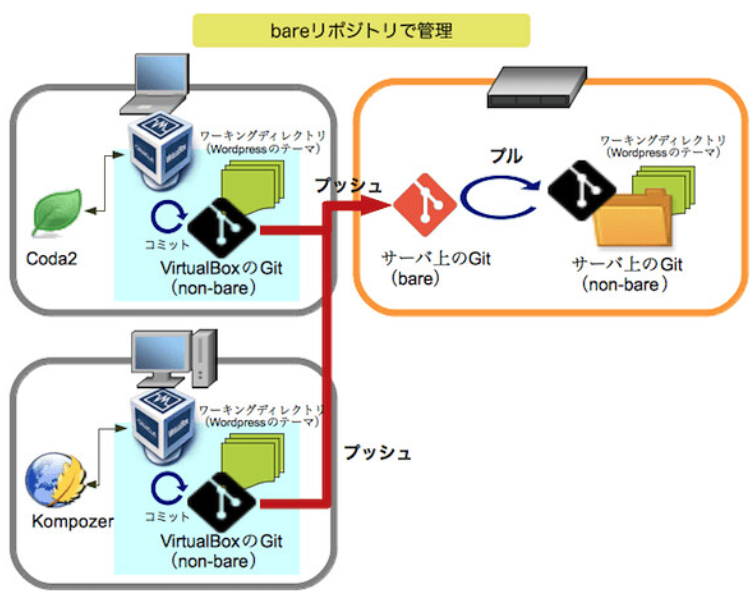 bareリポジトリで管理
ワーキングディレクトリ
(Wordpressのテーマ)
コミット
Coda2
VirtualBoxのGit
(non-bare)
プッシュ
サーバ上のGit
(bare)
プル
ワーキングディレクトリ
(Wordpressのテーマ)
サーバ上のGit
(non-bare)
ワーキングディレクトリ
(Wordpressのテーマ)
コミット
Kompozer
VirtualBoxのGit
(non-bare)
プッシュ